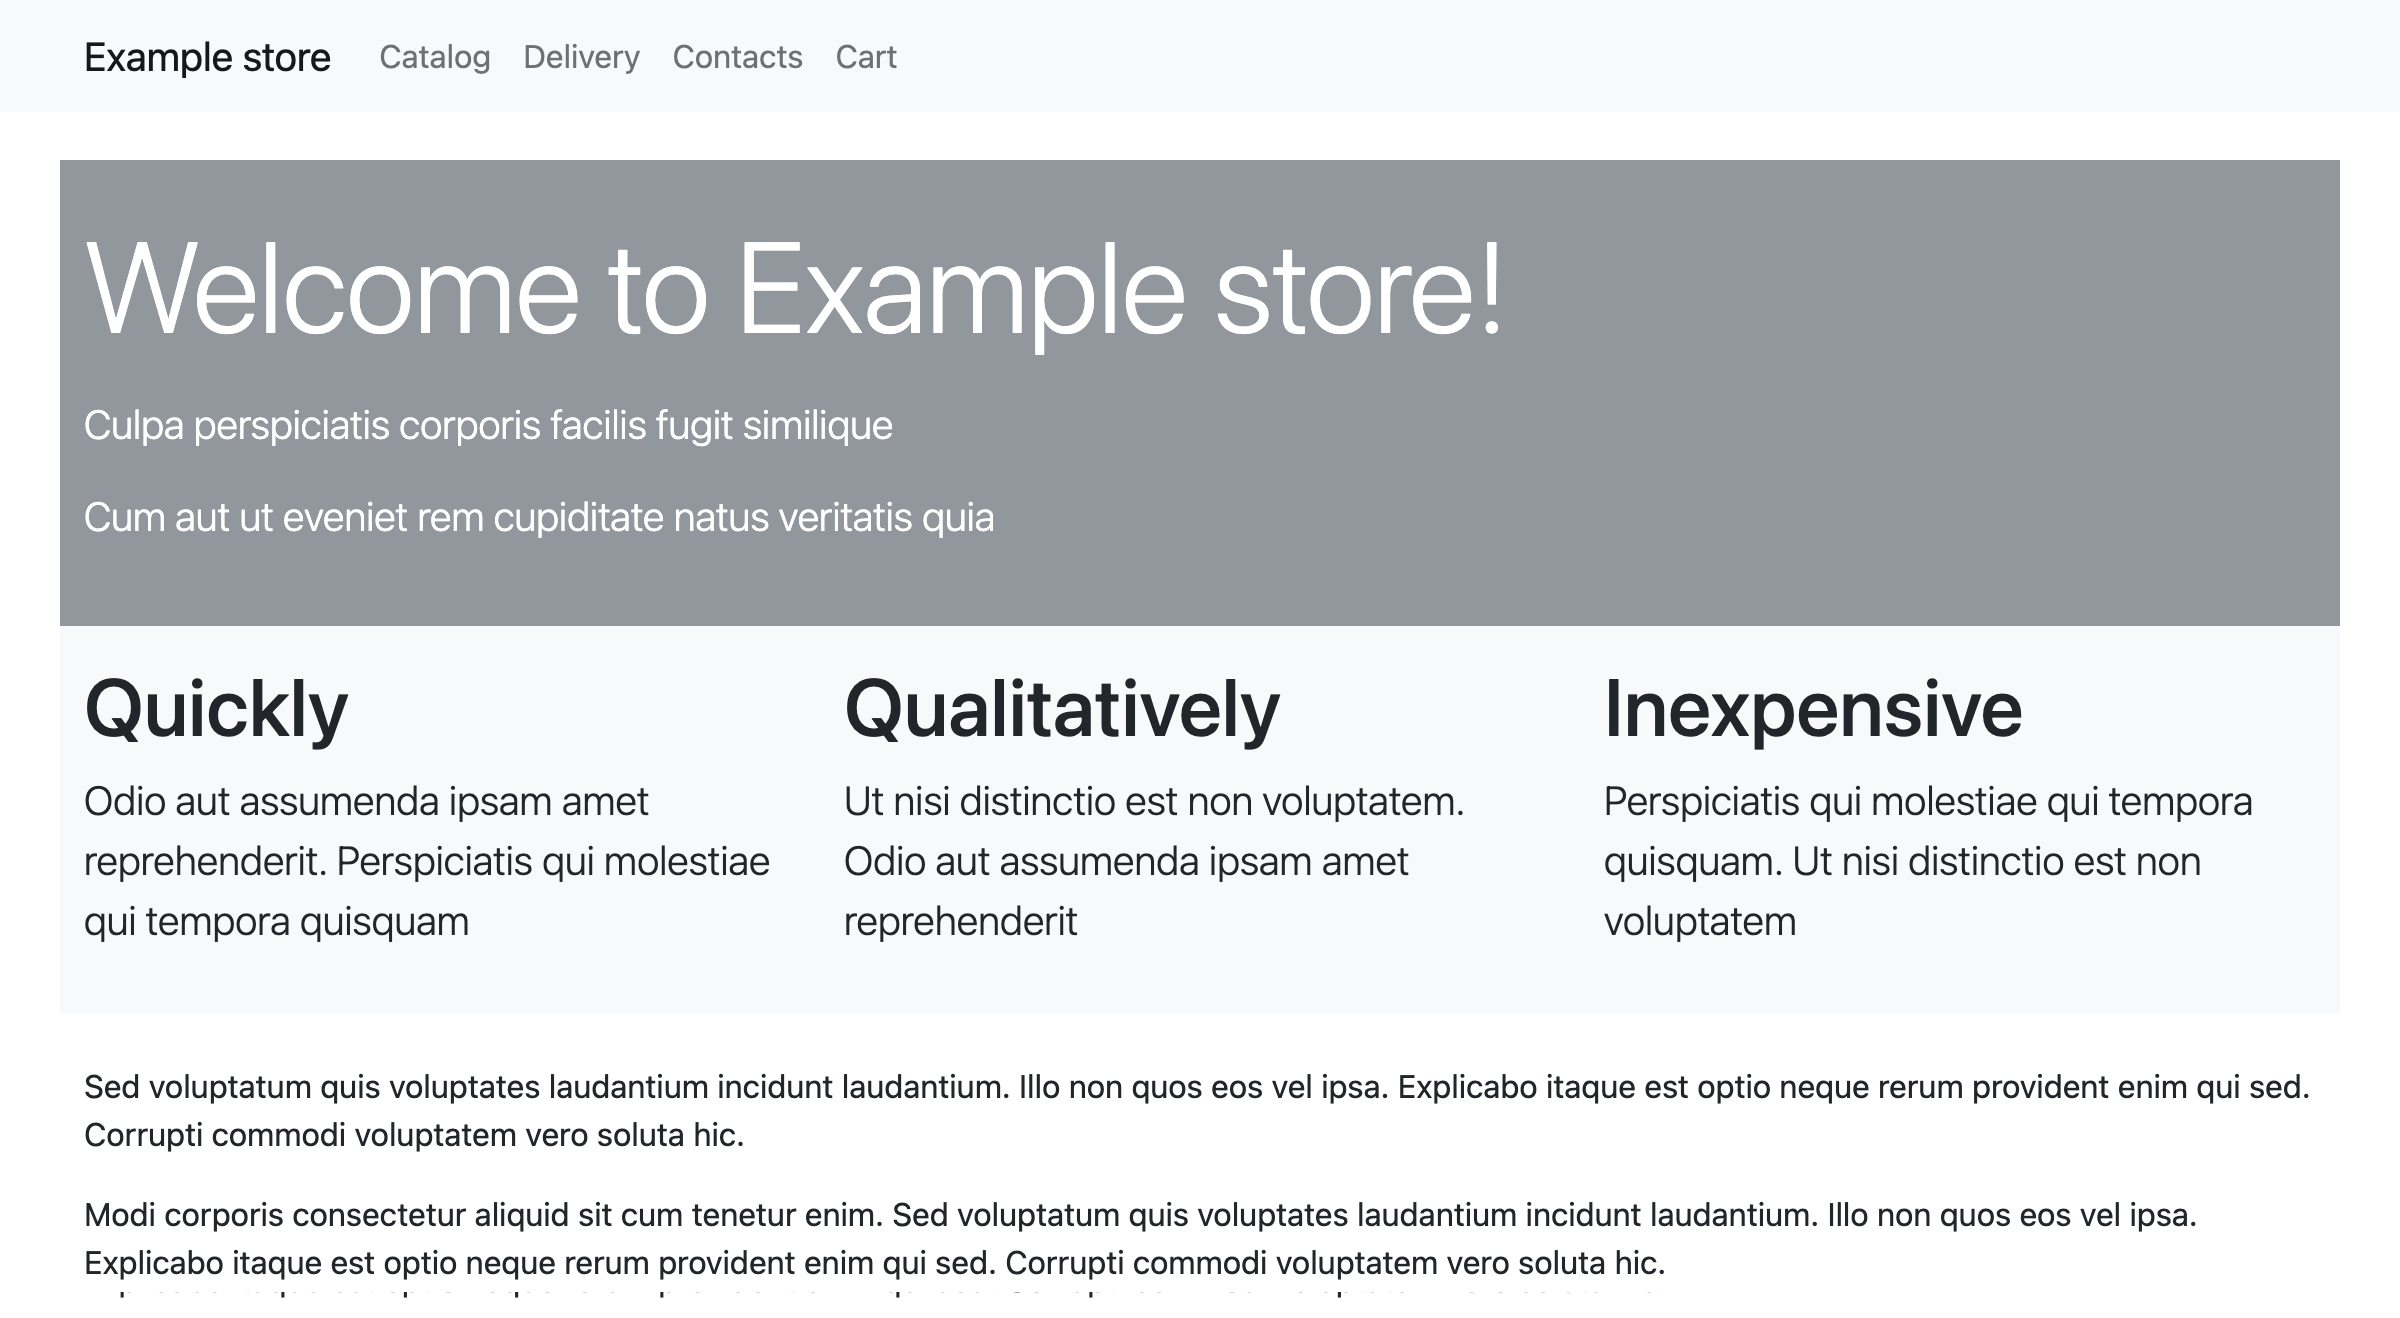 Example store Catalog Delivery Contacts Cart
Welcome to Example store!
Culpa perspiciatis corporis facilis fugit similique
Cum aut ut eveniet rem cupiditate natus veritatis quia
Quickly
Odio aut assumenda ipsam amet
reprehenderit. Perspiciatis qui molestiae
qui tempora quisquam
Qualitatively
Ut nisi distinctio est non voluptatem.
Odio aut assumenda ipsam amet
reprehenderit
Inexpensive
Perspiciatis qui molestiae qui tempora
quisquam. Ut nisi distinctio est non
voluptatem
Sed voluptatum quis voluptates laudantium incidunt laudantium. Illo non quos eos vel ipsa. Explicabo itaque est optio neque rerum provident enim qui sed.
Corrupti commodi voluptatem vero soluta hic.
Modi corporis consectetur aliquid sit cum tenetur enim. Sed voluptatum quis voluptates laudantium incidunt laudantium. Illo non quos eos vel ipsa.
Explicabo itaque est optio neque rerum provident enim qui sed. Corrupti commodi voluptatem vero soluta hic.